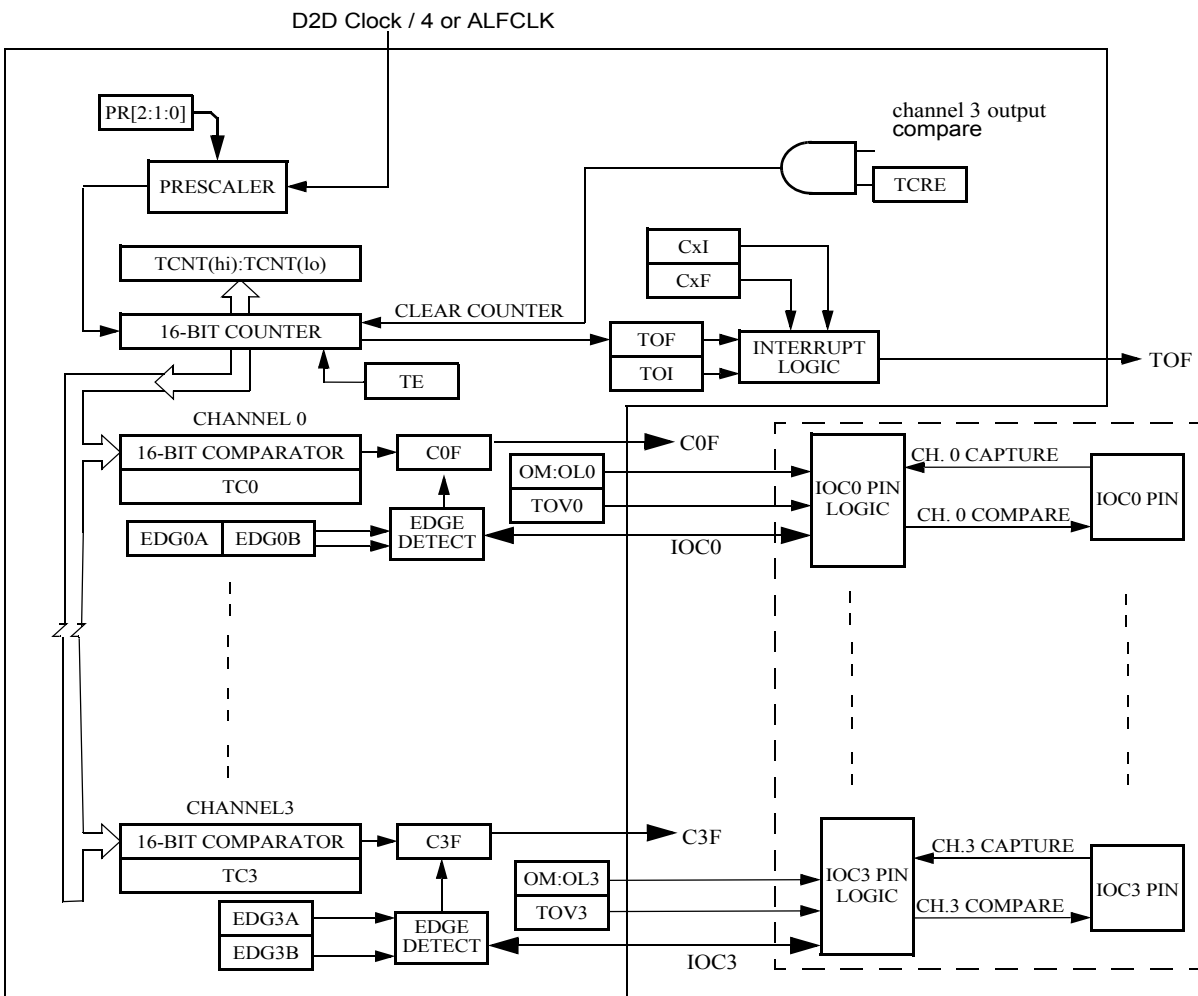 D2D Clock / 4 or ALFCLK
PR[2:1:0]
channel 3 output
compare
PRESCALER
TCRE
CxI
TCNT(hi):TCNT(lo)
CxF
CLEAR COUNTER
16-BIT COUNTER
TOF
INTERRUPT
LOGIC
TOF
TOI
TE
CHANNEL 0
16-BIT COMPARATOR
C0F
C0F
TC0
OM:OL0
TOV0
IOC0 PIN
LOGIC
CH. 0 CAPTURE
IOC0 PIN
CH. 0 COMPARE
EDG0A
EDG0B
EDGE
DETECT
IOC0
CHANNEL3
16-BIT COMPARATOR
C3F
C3F
TC3
OM:OL3
TOV3
IOC3 PIN
LOGIC
CH.3 CAPTURE
IOC3 PIN
CH.3 COMPARE
EDG3A
EDG3B
EDGE
DETECT
IOC3